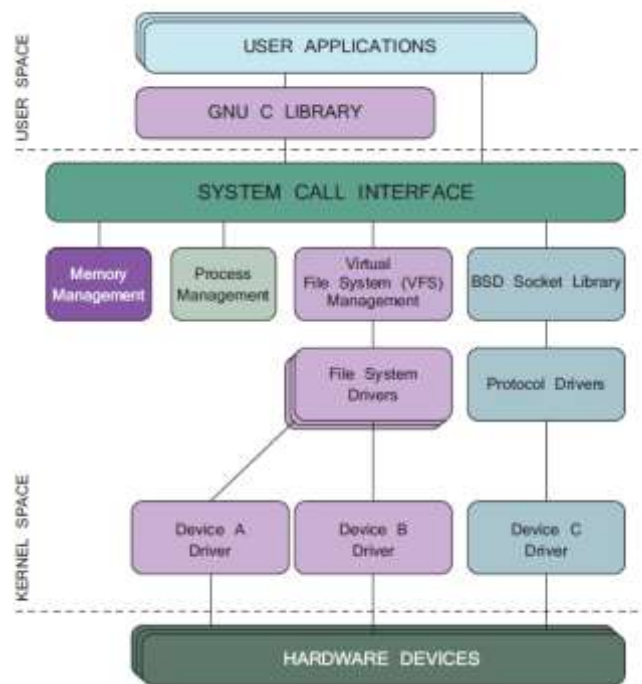 USER APPLICATIONS
USER SPACE
GNU C LIBRARY
SYSTEM CALL INTERFACE
Memory
Management
Process
Management
Virtual
File System (VFS)
Management
BSD Socket Library
File System
Drivers
Protocol Drivers
KERNEL SPACE
Device A
Driver
Device B
Driver
Device C
Driver
HARDWARE DEVICES